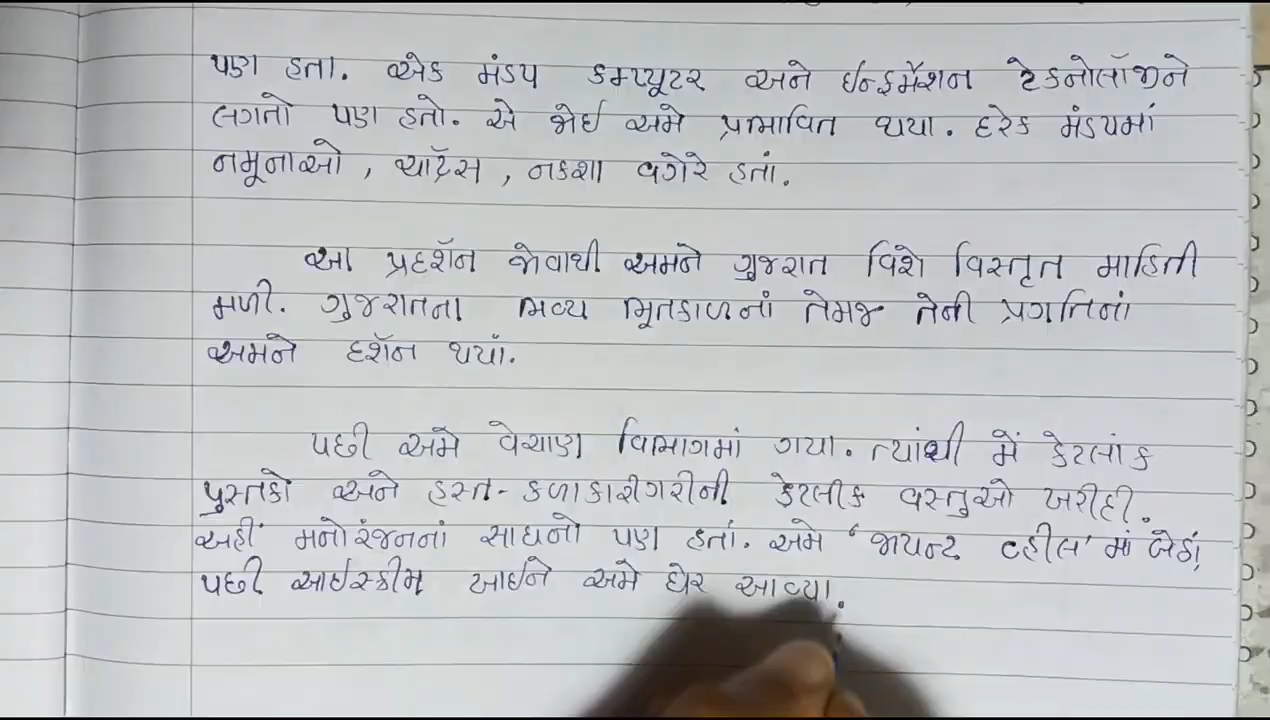 પણ હતા. એક મંડપ કમ્પ્યૂટર અને ઇન્ફર્મેશન ટેકનોલૉજીને
લગતો પણ હતો. એ જોઈ અમે પ્રભાવિત થયા. દરેક મંડપમાં
નમૂનાઓ, ચાર્ટ્સ, નકશા વગેરે હતાં.
આ પ્રદર્શન જોવાથી અમને ગુજરાત વિશે વિસ્તૃત માહિતી
મળી. ગુજરાતના ભવ્ય ભૂતકાળનાં તેમજ તેની પ્રગતિનાં
અમને દર્શન થયાં.
પછી અમે વેચાણ વિભાગમાં ગયા. ત્યાંથી મેં કેટલાંક
પુસ્તકો અને હસ્ત-કળાકારીગરીની કેટલીક વસ્તુઓ ખરીદી.
અહીં મનોરંજનનાં સાધનો પણ હતાં. અમે 'જાયન્ટ વ્હીલ'માં બેઠાં,
પછી આઇસ્ક્રીમ ખાઈને અમે ઘેર આવ્યા.